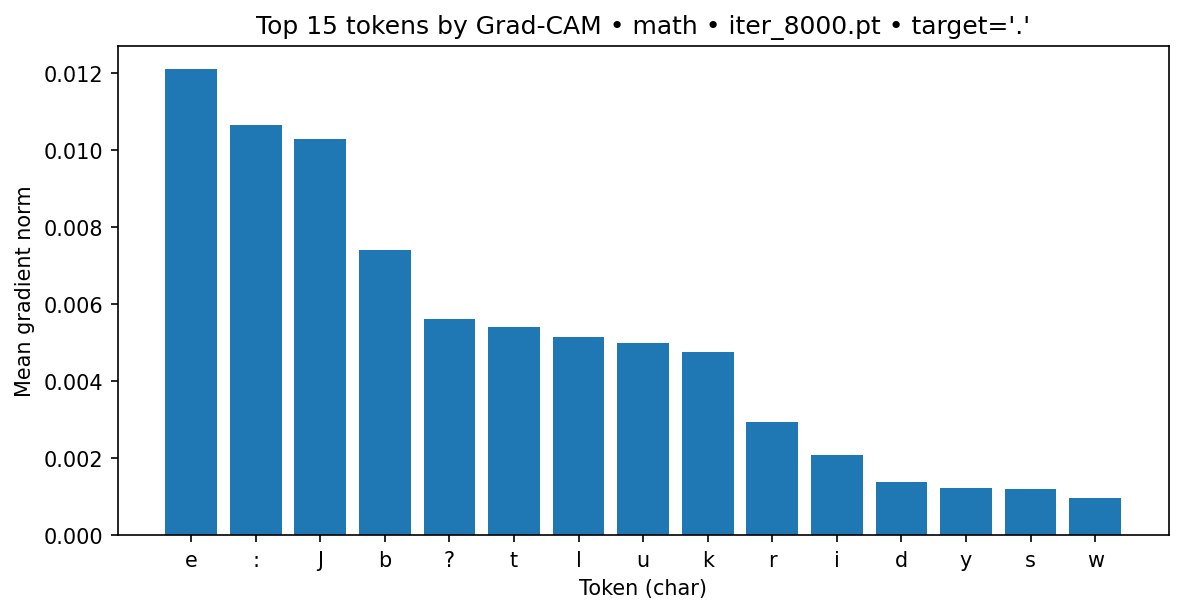 Top 15 tokens by Grad-CAM • math • iter_8000.pt • target='.'
Mean gradient norm
0.012
0.010
0.008
0.006
0.004
0.002
0.000
e : J b ? t l u k r i d y s w
Token (char)